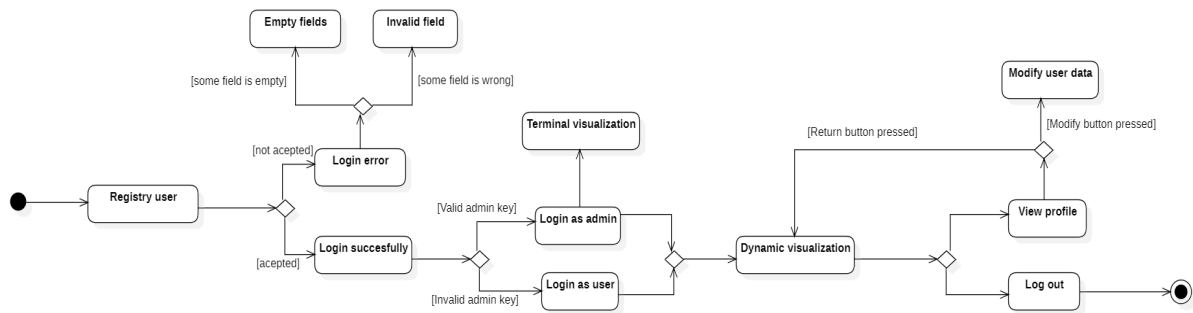 Empty fields
Invalid field
[some field is empty]
[some field is wrong]
Modify user data
Terminal visualization
[Return button pressed]
[Modify button pressed]
[not acepted]
Login error
Registry user
[Valid admin key]
Login as admin
View profile
Login succesfully
Dynamic visualization
[acepted]
Login as user
[Invalid admin key]
Log out